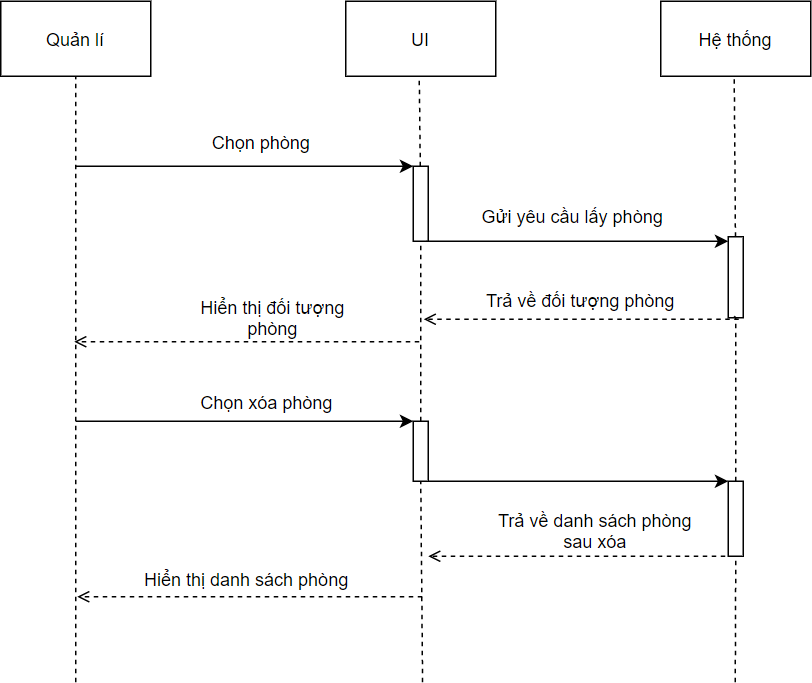 Quản lí
UI
Hệ thống
Chọn phòng
Gửi yêu cầu lấy phòng
Trả về đối tượng phòng
Hiển thị đối tượng
phòng
Chọn xóa phòng
Trả về danh sách phòng
sau xóa
Hiển thị danh sách phòng